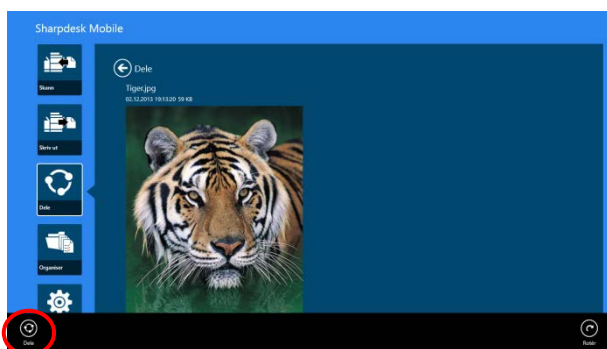 Sharpdesk Mobile
Skann
Skriv ut
Dele
Organiser
Dele
Tiger.jpg
02.12.2013 19:13:20 59 KB
Dele
Rotér